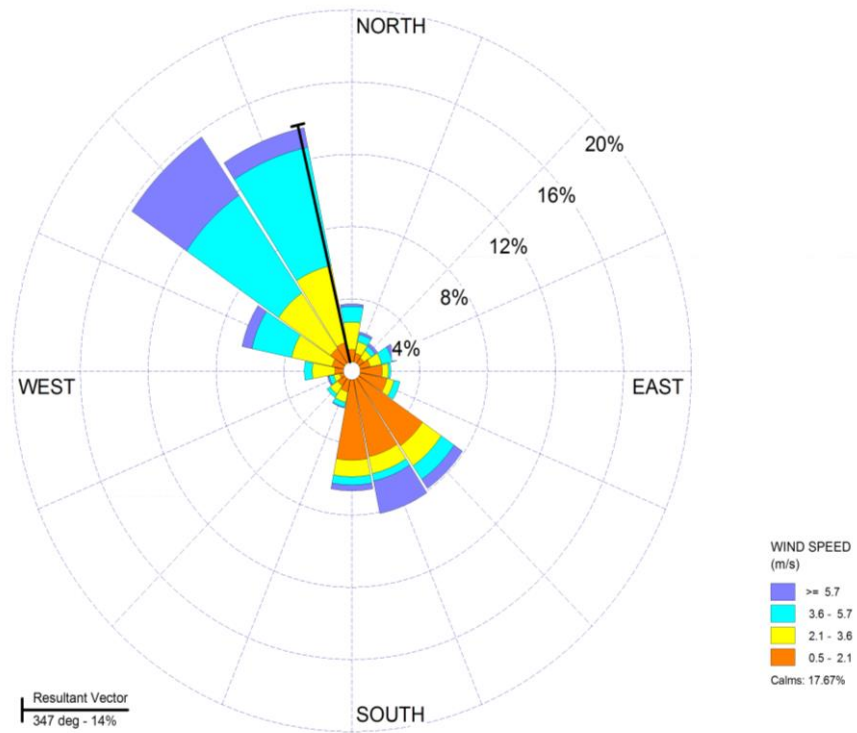 NORTH
20%
16%
12%
8%
4%
WEST
EAST
WIND SPEED
(m/s)
>= 5.7
3.6 - 5.7
2.1 - 3.6
0.5 - 2.1
Calms: 17.67%
Resultant Vector
347 deg - 14%
SOUTH